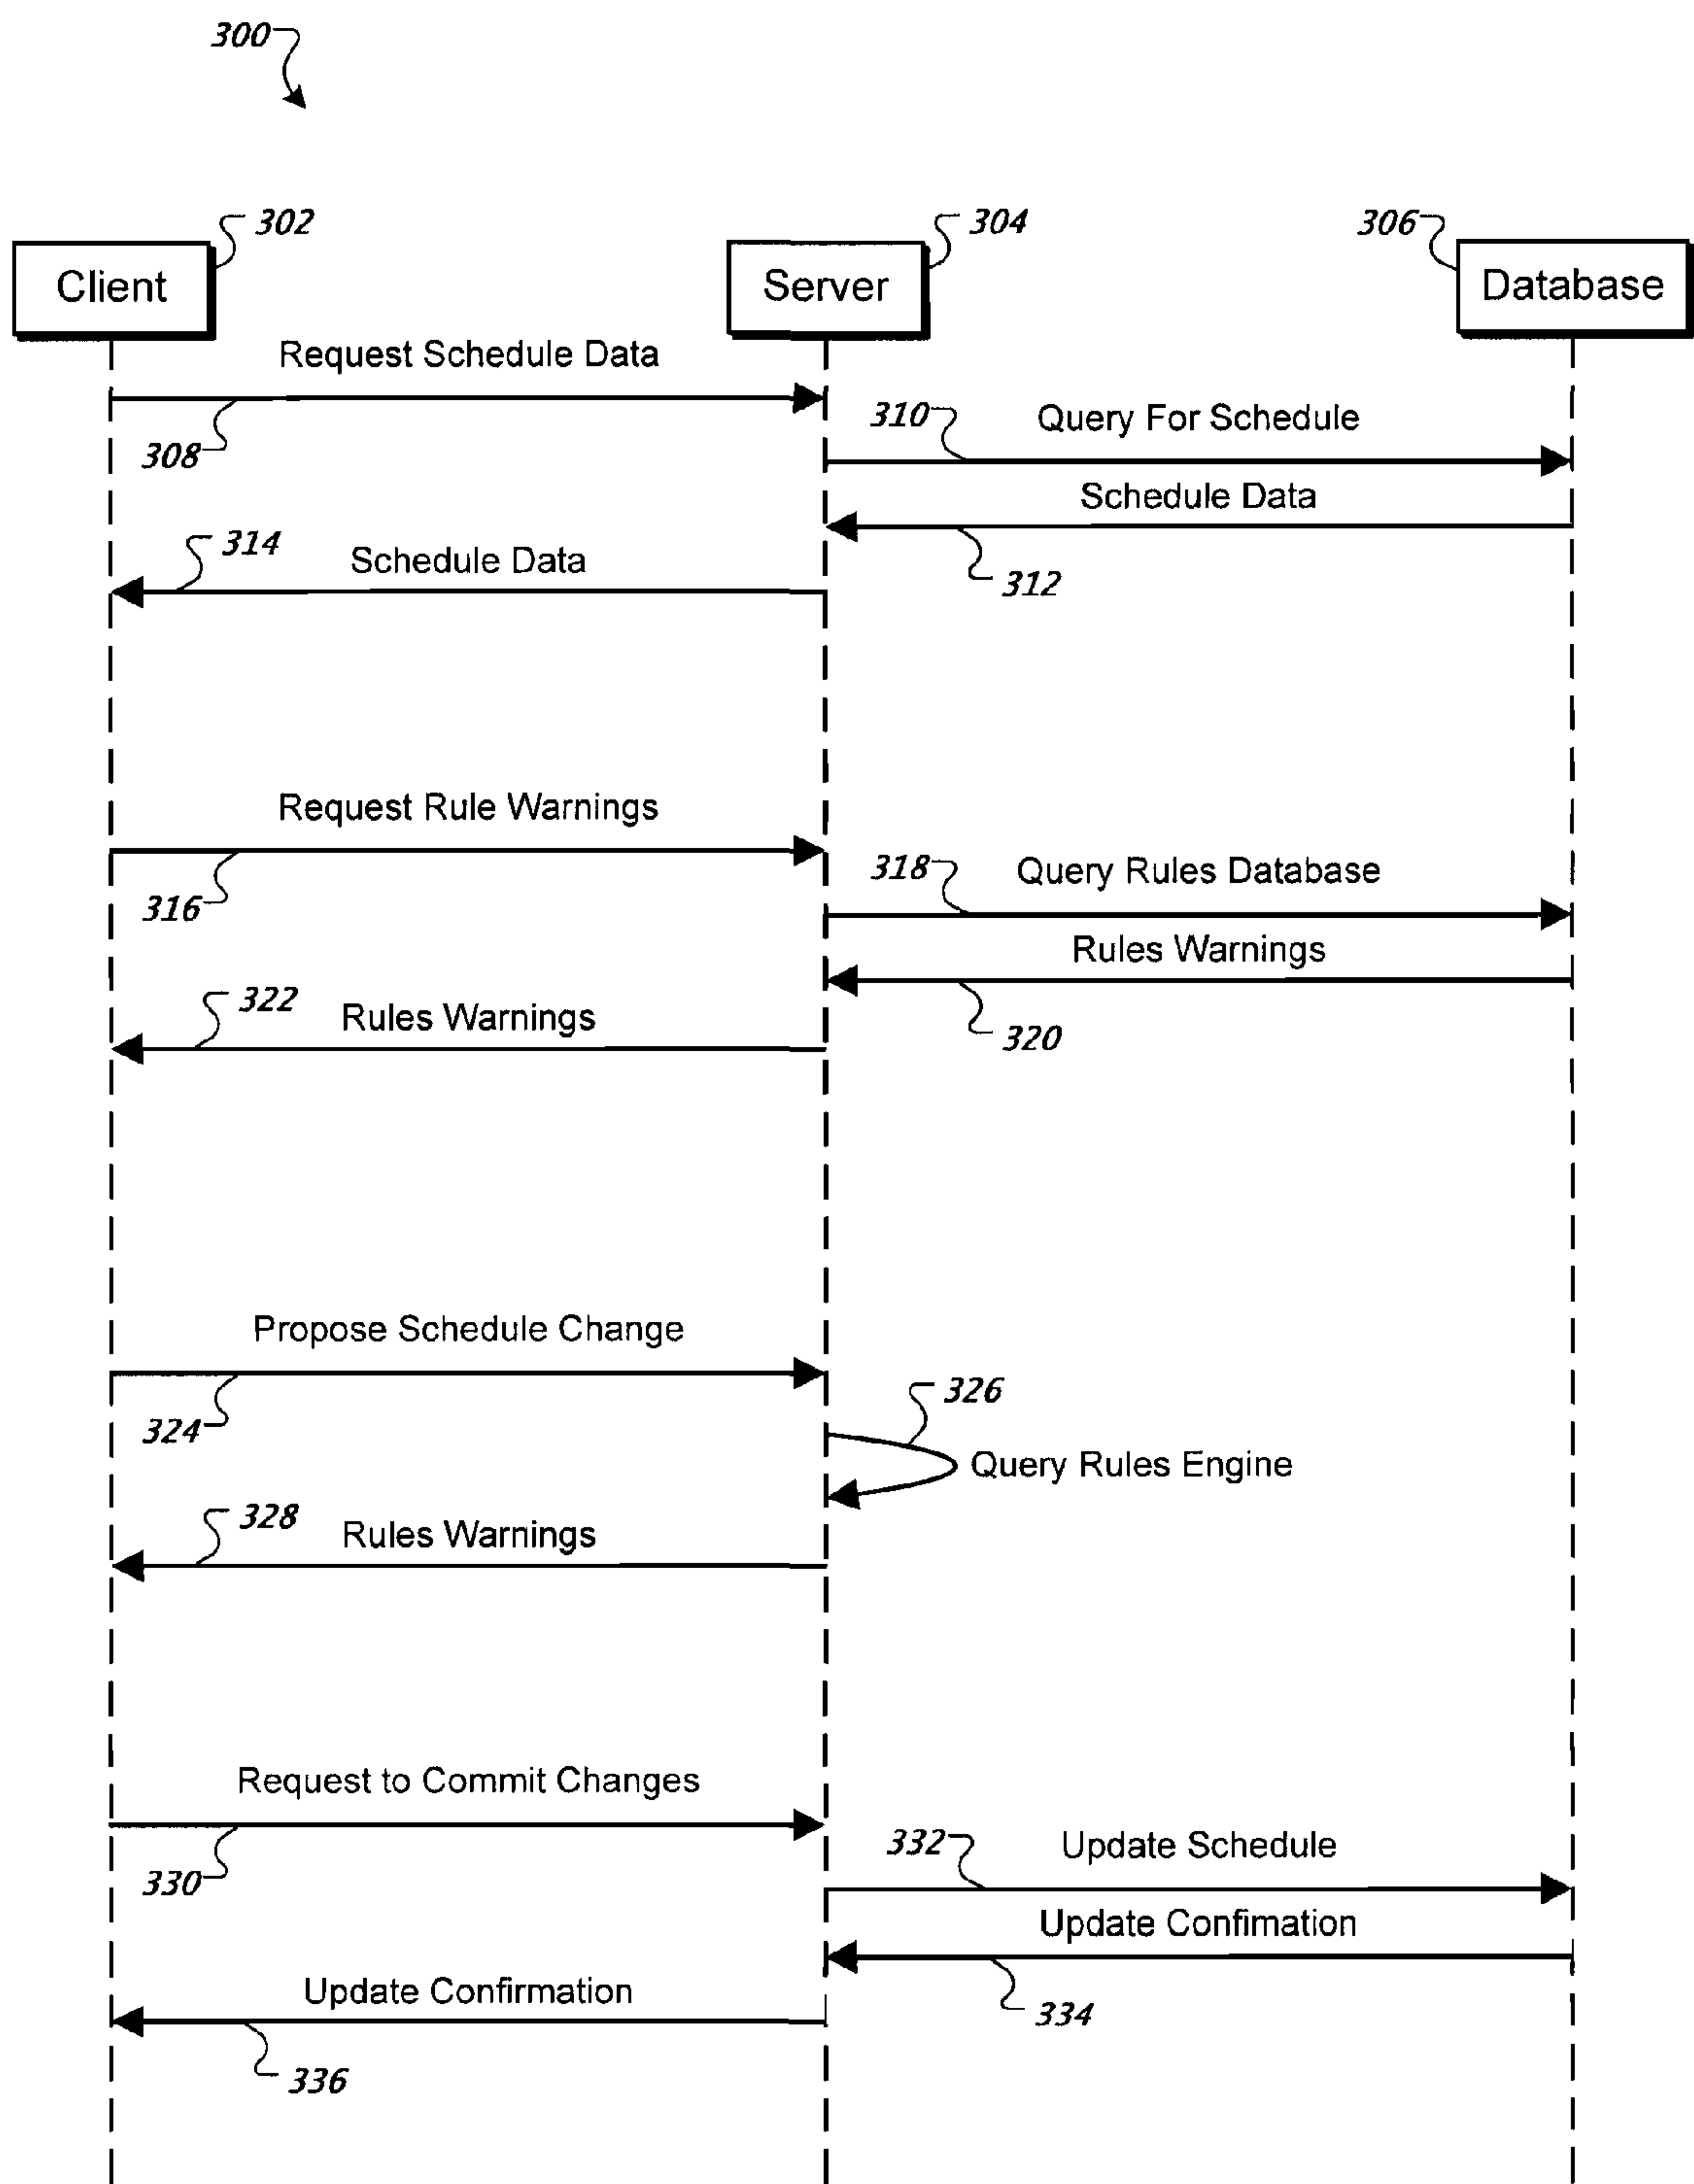 300
302
304
306
Client
Server
Database
Request Schedule Data
308
310
Query For Schedule
Schedule Data
312
314
Schedule Data
Request Rule Warnings
316
318
Query Rules Database
Rules Warnings
320
322
Rules Warnings
Propose Schedule Change
324
326
Query Rules Engine
328
Rules Warnings
Request to Commit Changes
330
332
Update Schedule
Update Confimation
334
Update Confirmation
336